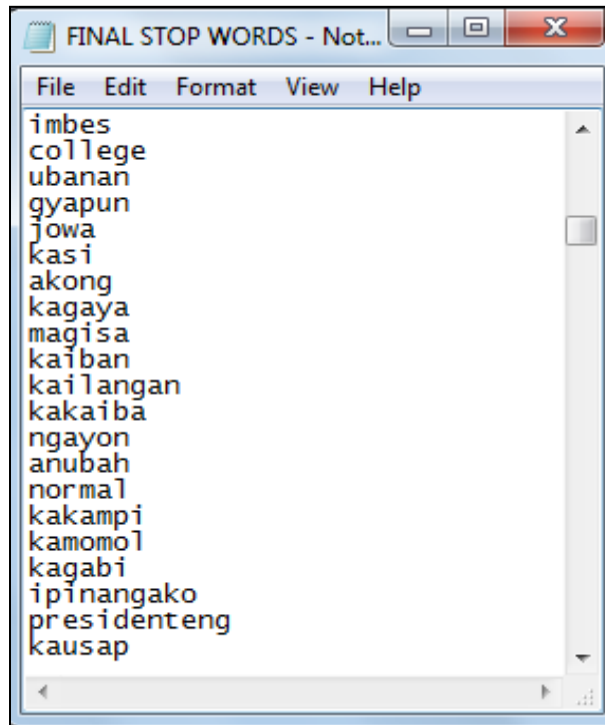 FINAL STOP WORDS - Not...
File Edit Format View Help
imbes
college
ubanan
gyapun
jowa
kasi
akong
kagaya
magisa
kaiban
kailangan
kakaiba
ngayon
anubah
normal
kakampi
kamomol
kagabi
ipinangako
presidenteng
kausap